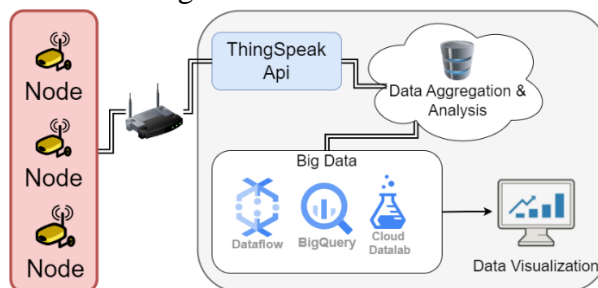 Node
Node
Node
ThingSpeak
Api
Data Aggregation &
Analysis
Big Data
Dataflow
BigQuery
Cloud
Datalab
Data Visualization